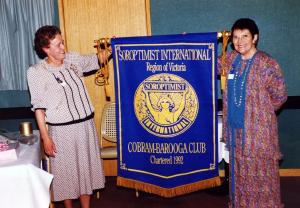 SOROPTIMIST INTERNATIONAL
Region of Victoria
SOROPTIMIST
INTERNATIONAL
COBRAM-BAROOGA CLUB
Chartered 1992